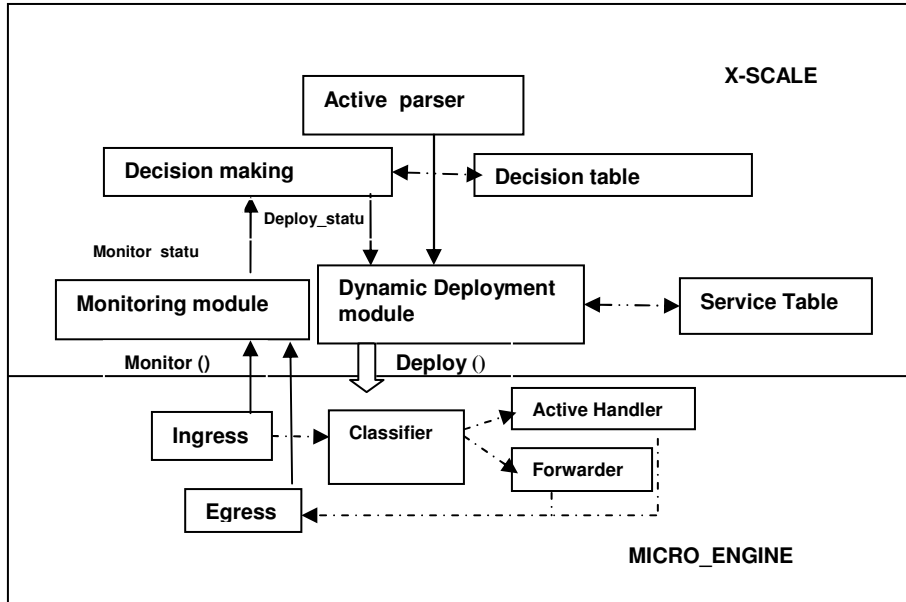 X-SCALE
Active parser
Decision making
Decision table
Deploy_statu
Monitor statu
Dynamic Deployment
module
Monitoring module
Service Table
Monitor ()
Deploy ()
Active Handler
Ingress
Classifier
Forwarder
Egress
MICRO_ENGINE